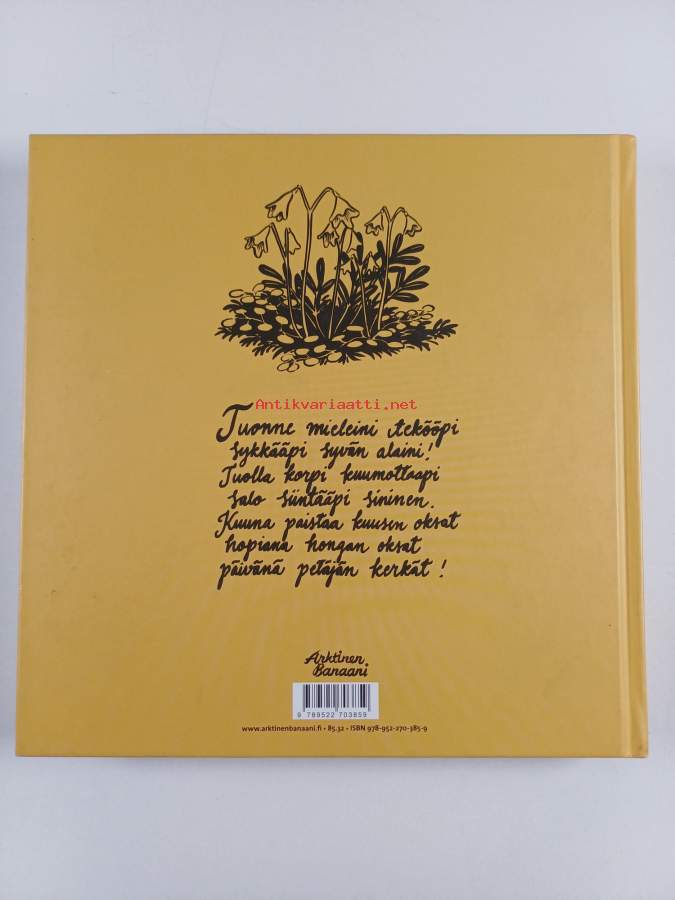 Antikvariaatti.net
Tuonne mieleini tekööpi
sykkääpi syvän alaini!
Tuolla korpi kuumottaapi
salo siintääpi sininen.
Kuuna paistaa kuusen oksat
hopiana hongan oksat
päivänä petäjän kerkät!
Arktinen
Banaani
9 789522 703859
www.arktinenbanaani.fi • 85.32 • ISBN 978-952-270-385-9